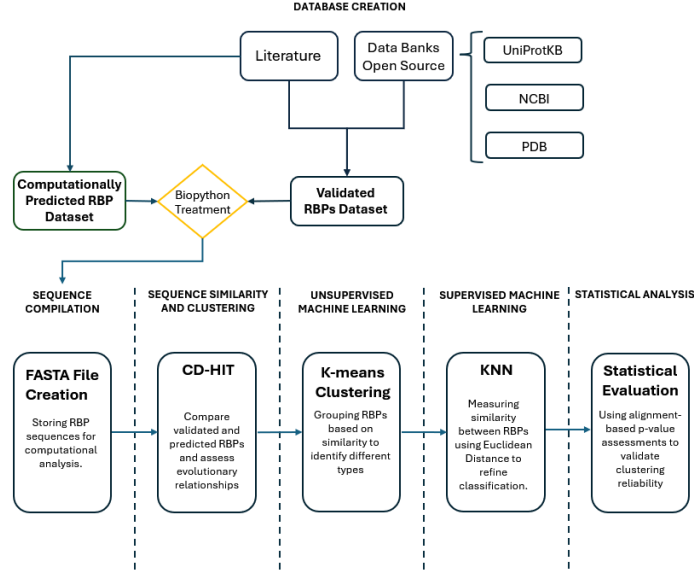 DATABASE CREATION
Literature
Data Banks
Open Source
UniProtKB
NCBI
PDB
Computationally
Predicted RBP
Dataset
Biopython
Treatment
Validated
RBPs Dataset
SEQUENCE
COMPILATION
SEQUENCE SIMILARITY
AND CLUSTERING
UNSUPERVISED
MACHINE LEARNING
SUPERVISED MACHINE
LEARNING
STATISTICAL ANALYSIS
FASTA File
Creation
Storing RBP
sequences for
computational
analysis.
CD-HIT
Compare
validated and
predicted RBPs
and assess
evolutionary
relationships
K-means
Clustering
Grouping RBPs
based on
similarity to
identify different
types
KNN
Measuring
similarity
between RBPs
using Euclidean
Distance to
refine
classification.
Statistical
Evaluation
Using alignment-
based p-value
assessments to
validate
clustering
reliability